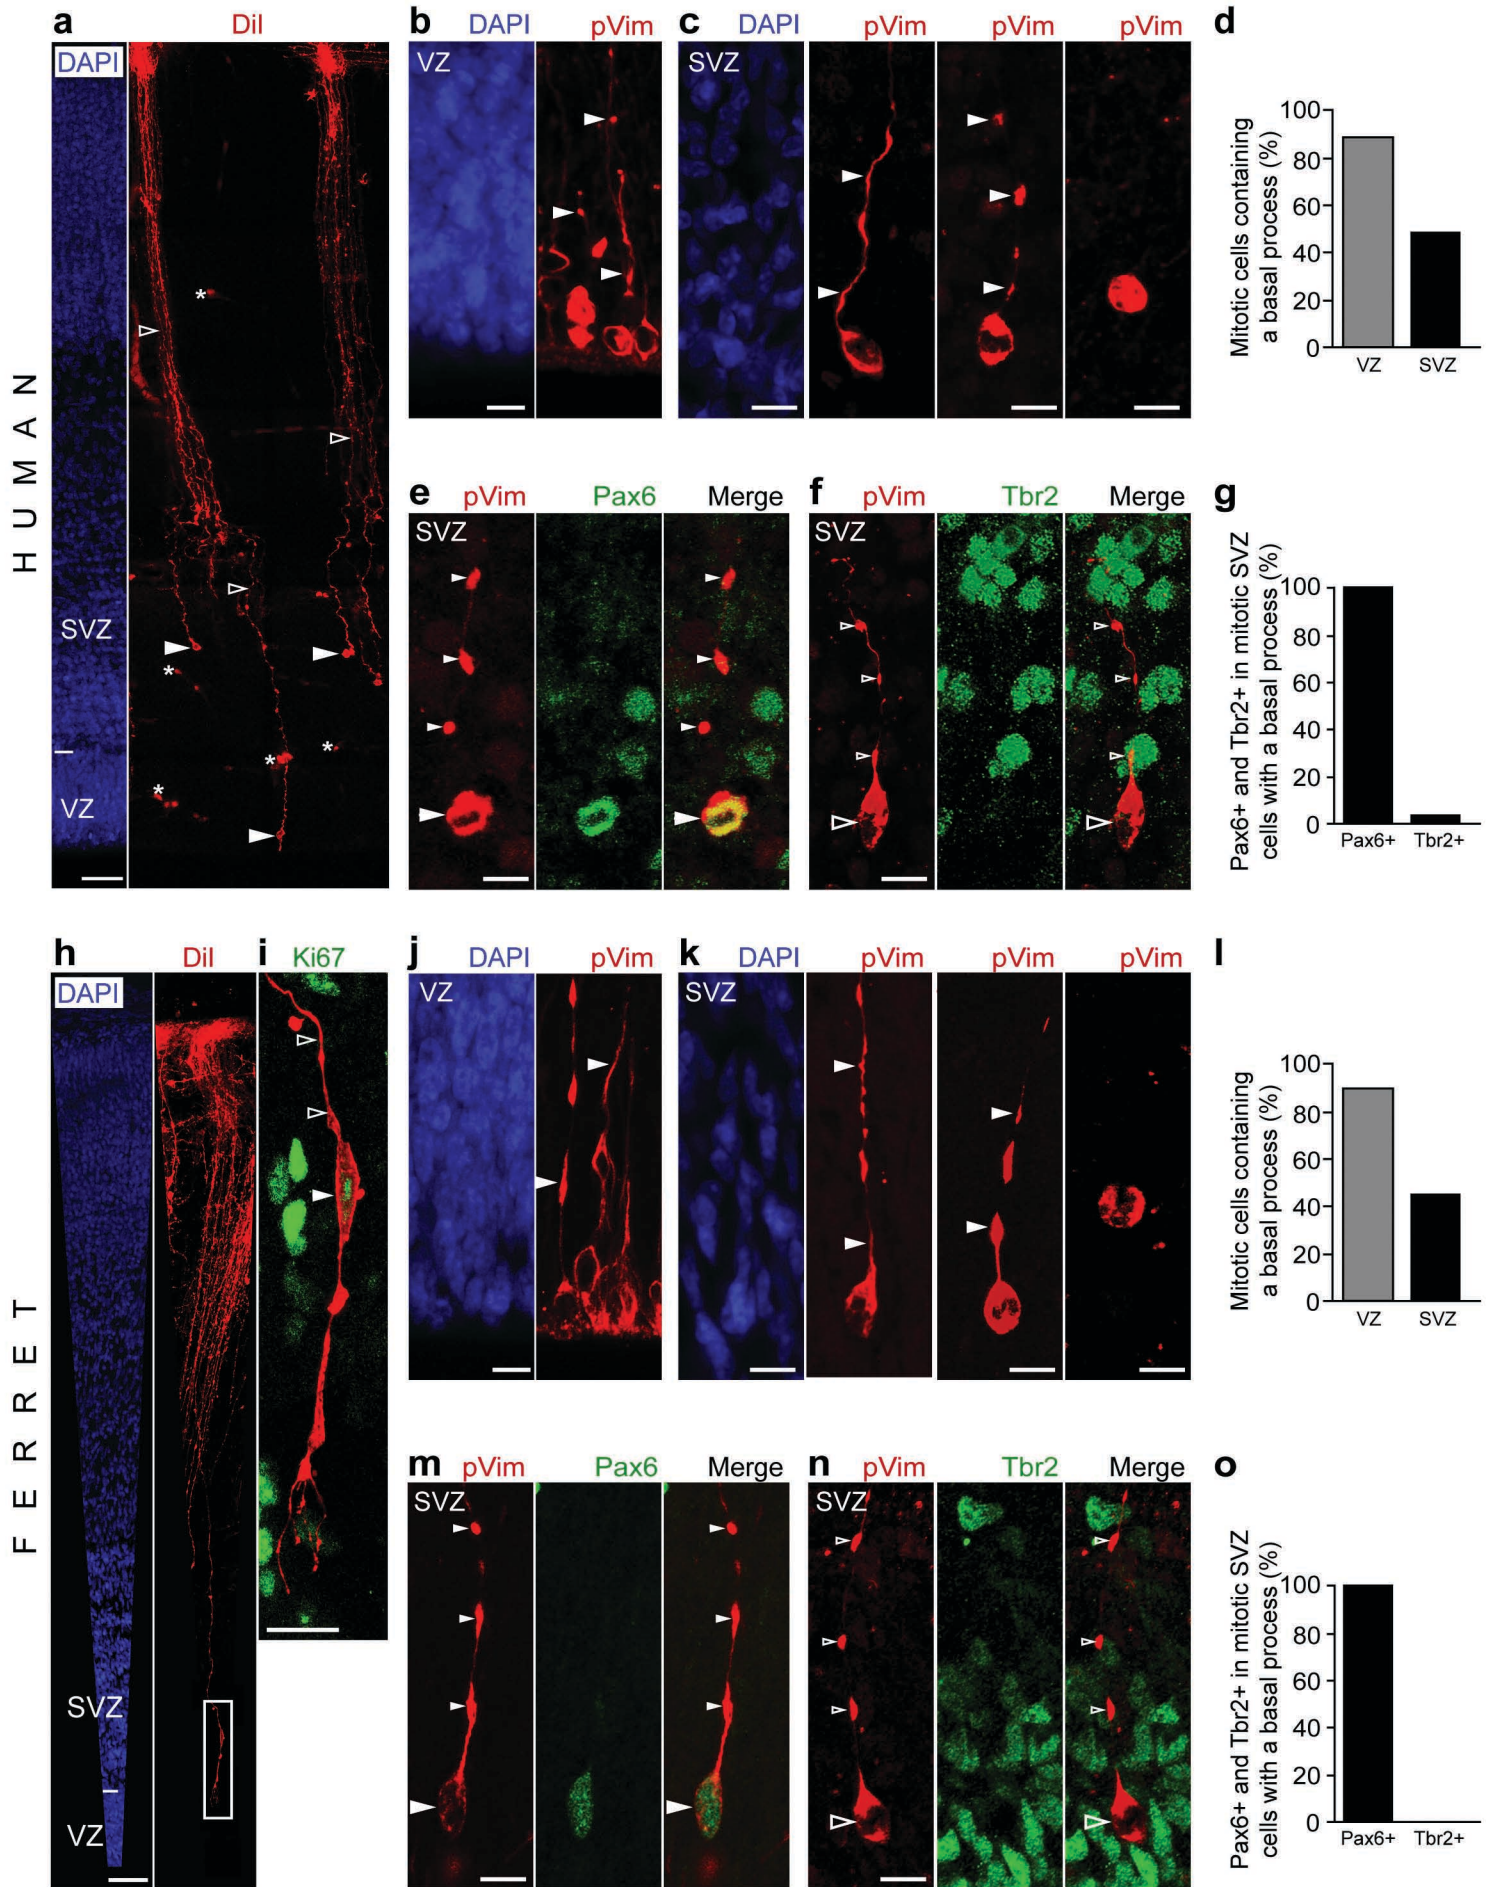 a DiI
DAPI
SVZ
VZ
HUMAN
b DAPI pVim
VZ
c DAPI pVim pVim pVim
SVZ
d
Mitotic cells containing
a basal process (%)
100
80
60
40
20
0
VZ SVZ
e pVim Pax6 Merge
SVZ
f pVim Tbr2 Merge
SVZ
g
Pax6+ and Tbr2+ in mitotic SVZ
cells with a basal process (%)
100
80
60
40
20
0
Pax6+ Tbr2+
h DiI
DAPI
SVZ
VZ
FERRET
i Ki67
j DAPI pVim
VZ
k DAPI pVim pVim pVim
SVZ
l
Mitotic cells containing
a basal process (%)
100
80
60
40
20
0
VZ SVZ
m pVim Pax6 Merge
SVZ
n pVim Tbr2 Merge
SVZ
o
Pax6+ and Tbr2+ in mitotic SVZ
cells with a basal process (%)
100
80
60
40
20
0
Pax6+ Tbr2+